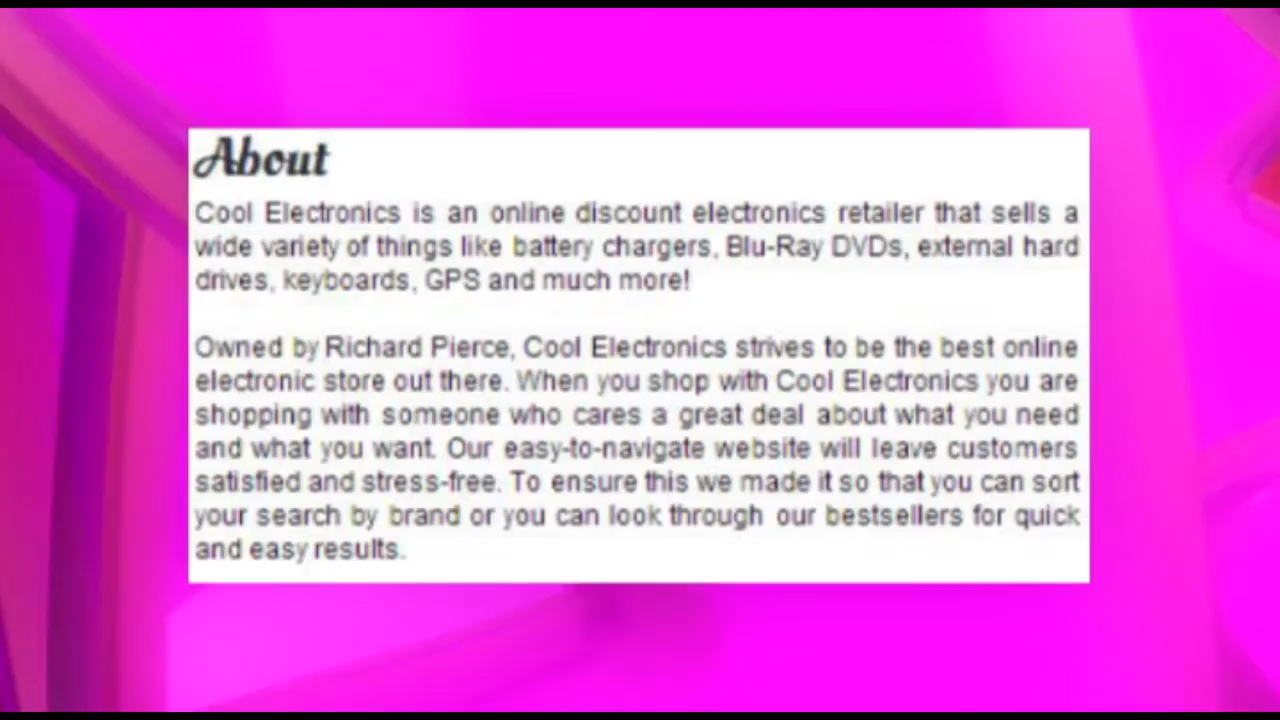 About
Cool Electronics is an online discount electronics retailer that sells a
wide variety of things like battery chargers, Blu-Ray DVDs, external hard
drives, keyboards, GPS and much more!
Owned by Richard Pierce, Cool Electronics strives to be the best online
electronic store out there. When you shop with Cool Electronics you are
shopping with someone who cares a great deal about what you need
and what you want. Our easy-to-navigate website will leave customers
satisfied and stress-free. To ensure this we made it so that you can sort
your search by brand or you can look through our bestsellers for quick
and easy results.